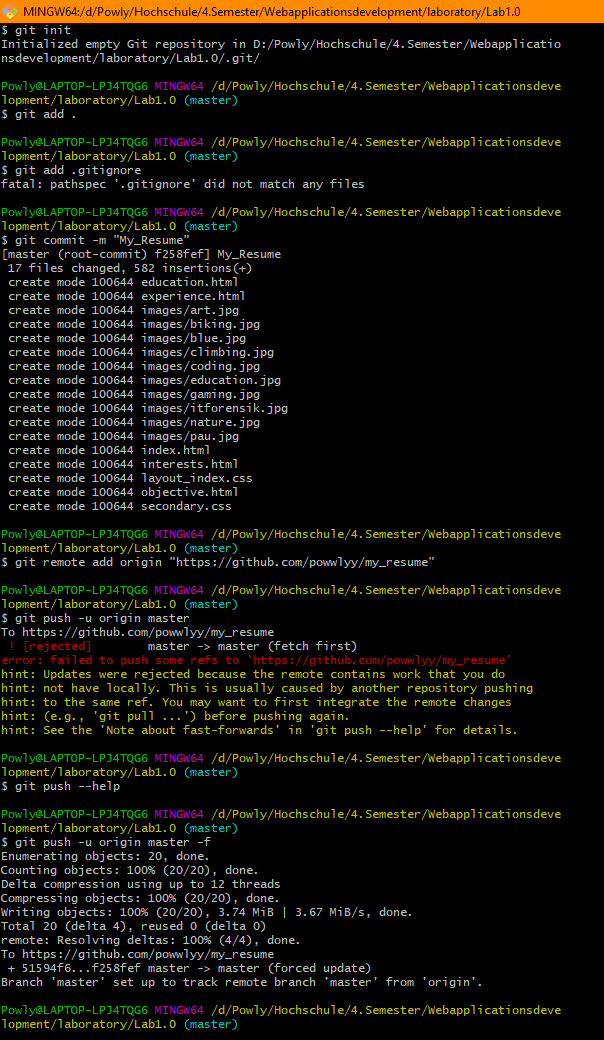 MINGW64:/d/Powly/Hochschule/4.Semester/Webapplicationsdevelopment/laboratory/Lab1.0
$ git init
Initialized empty Git repository in D:/Powly/Hochschule/4.Semester/Webapplicatio
nsdevelopment/laboratory/Lab1.0/.git/
Powly@LAPTOP-LPJ4TQG6 MINGW64 /d/Powly/Hochschule/4.Semester/Webapplicationsdeve
lopment/laboratory/Lab1.0 (master)
$ git add .
Powly@LAPTOP-LPJ4TQG6 MINGW64 /d/Powly/Hochschule/4.Semester/Webapplicationsdeve
lopment/laboratory/Lab1.0 (master)
$ git add .gitignore
fatal: pathspec '.gitignore' did not match any files
Powly@LAPTOP-LPJ4TQG6 MINGW64 /d/Powly/Hochschule/4.Semester/Webapplicationsdeve
lopment/laboratory/Lab1.0 (master)
$ git commit -m "My_Resume"
[master (root-commit) f258fef] My_Resume
17 files changed, 582 insertions(+)
create mode 100644 education.html
create mode 100644 experience.html
create mode 100644 images/art.jpg
create mode 100644 images/biking.jpg
create mode 100644 images/blue.jpg
create mode 100644 images/climbing.jpg
create mode 100644 images/coding.jpg
create mode 100644 images/education.jpg
create mode 100644 images/gaming.jpg
create mode 100644 images/itforensik.jpg
create mode 100644 images/nature.jpg
create mode 100644 images/pau.jpg
create mode 100644 index.html
create mode 100644 interests.html
create mode 100644 layout_index.css
create mode 100644 objective.html
create mode 100644 secondary.css
Powly@LAPTOP-LPJ4TQG6 MINGW64 /d/Powly/Hochschule/4.Semester/Webapplicationsdeve
lopment/laboratory/Lab1.0 (master)
$ git remote add origin "https://github.com/powwlyy/my_resume"
Powly@LAPTOP-LPJ4TQG6 MINGW64 /d/Powly/Hochschule/4.Semester/Webapplicationsdeve
lopment/laboratory/Lab1.0 (master)
$ git push -u origin master
To https://github.com/powwlyy/my_resume
! [rejected] master -> master (fetch first)
error: failed to push some refs to 'https://github.com/powwlyy/my_resume'
hint: Updates were rejected because the remote contains work that you do
hint: not have locally. This is usually caused by another repository pushing
hint: to the same ref. You may want to first integrate the remote changes
hint: (e.g., 'git pull ...') before pushing again.
hint: See the 'Note about fast-forwards' in 'git push --help' for details.
Powly@LAPTOP-LPJ4TQG6 MINGW64 /d/Powly/Hochschule/4.Semester/Webapplicationsdeve
lopment/laboratory/Lab1.0 (master)
$ git push --help
Powly@LAPTOP-LPJ4TQG6 MINGW64 /d/Powly/Hochschule/4.Semester/Webapplicationsdeve
lopment/laboratory/Lab1.0 (master)
$ git push -u origin master -f
Enumerating objects: 20, done.
Counting objects: 100% (20/20), done.
Delta compression using up to 12 threads
Compressing objects: 100% (20/20), done.
Writing objects: 100% (20/20), 3.74 MiB | 3.67 MiB/s, done.
Total 20 (delta 4), reused 0 (delta 0)
remote: Resolving deltas: 100% (4/4), done.
To https://github.com/powwlyy/my_resume
+ 51594f6...f258fef master -> master (forced update)
Branch 'master' set up to track remote branch 'master' from 'origin'.
Powly@LAPTOP-LPJ4TQG6 MINGW64 /d/Powly/Hochschule/4.Semester/Webapplicationsdeve
lopment/laboratory/Lab1.0 (master)